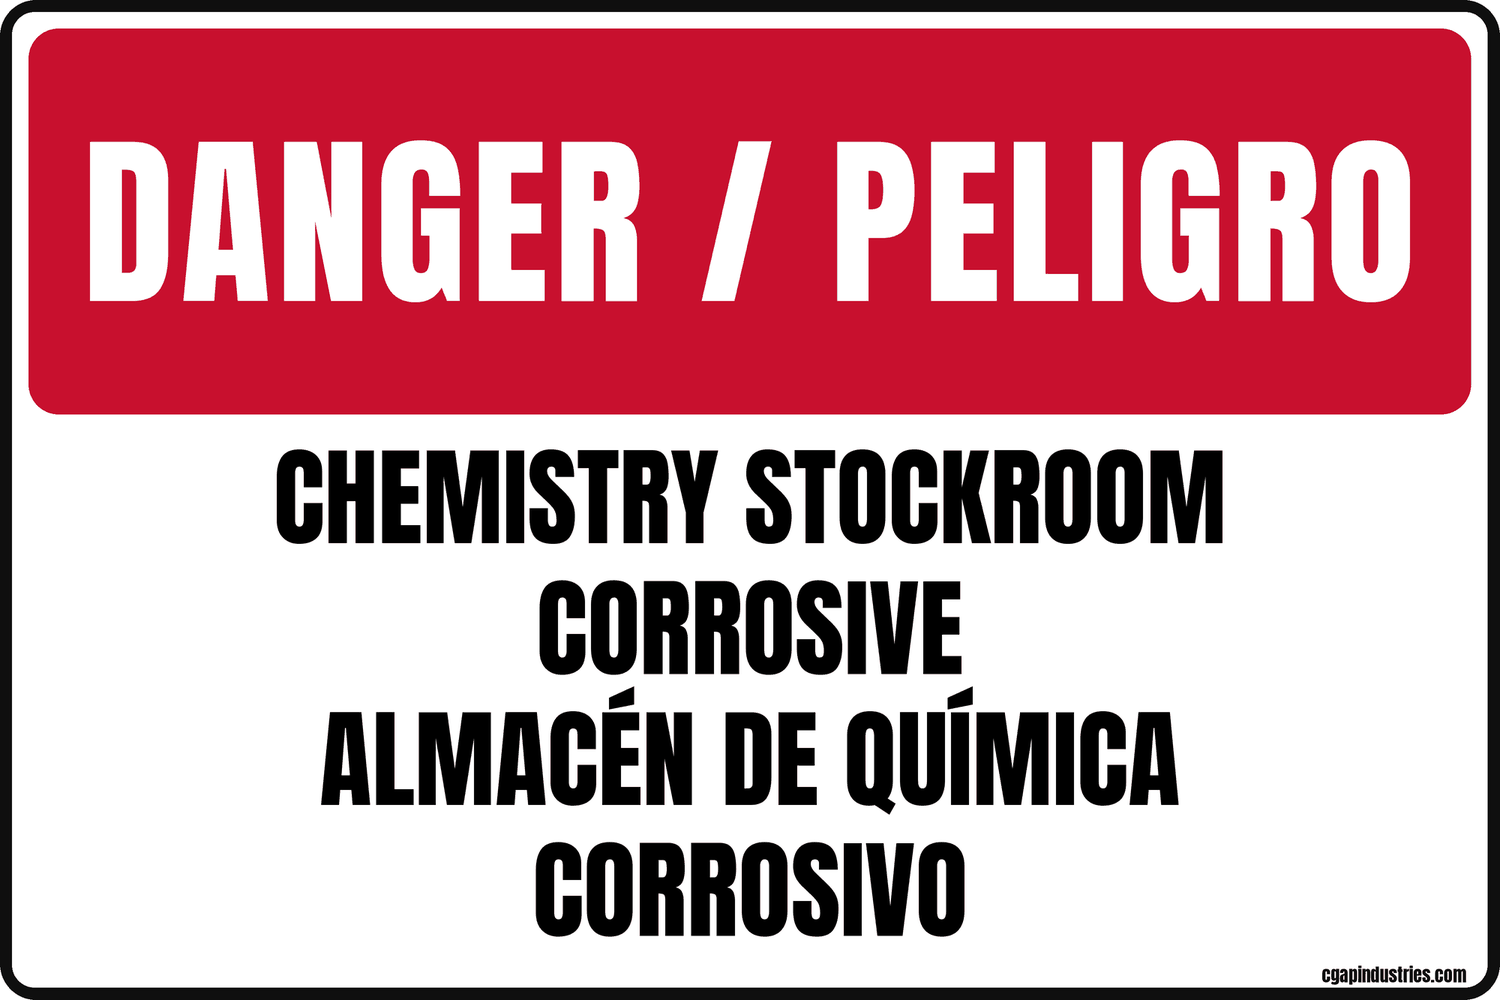 DANGER / PELIGRO
CHEMISTRY STOCKROOM
CORROSIVE
ALMACÉN DE QUÍMICA
CORROSIVO
cgapindustries.com